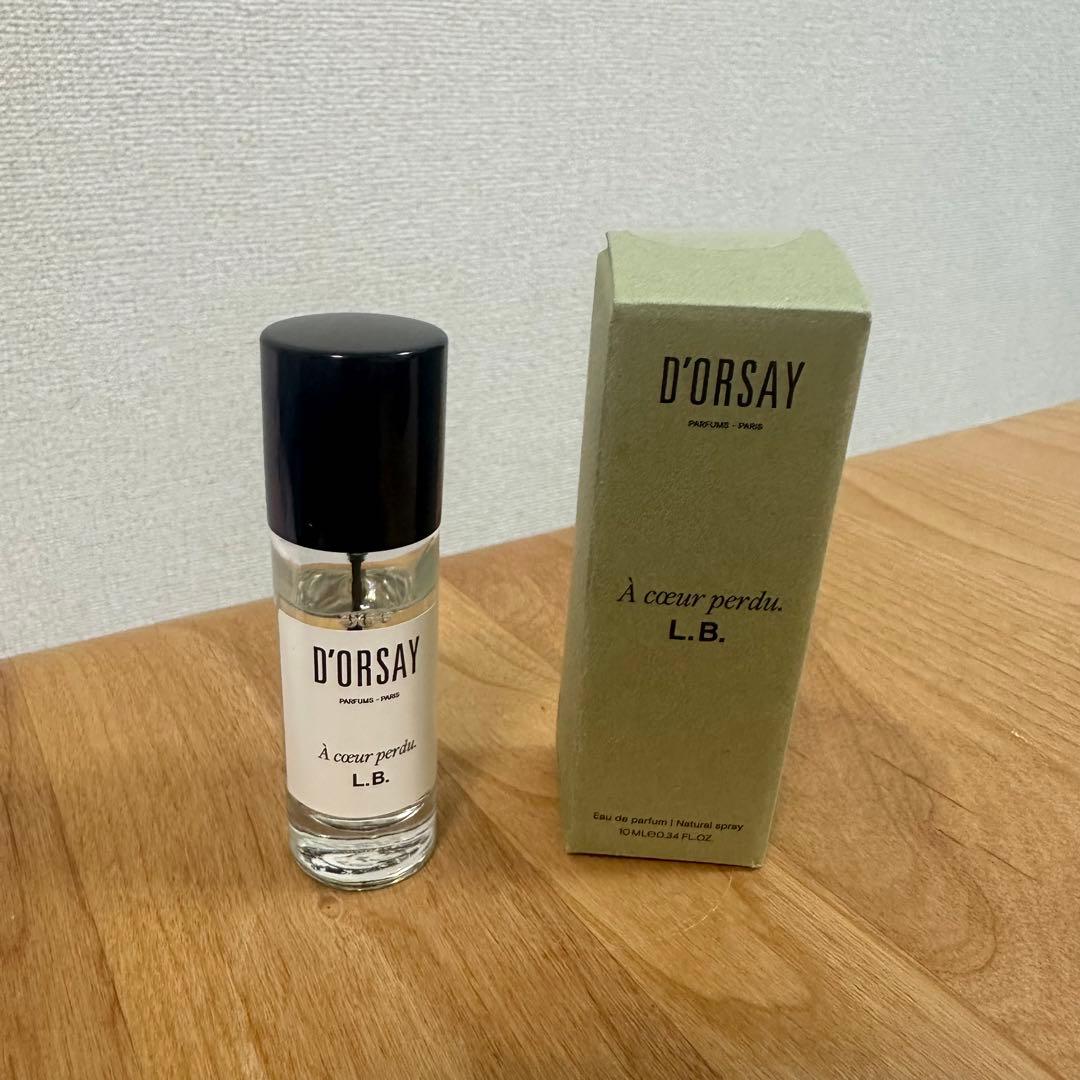 D'ORSAY
PARFUMS - PARIS
À cœur perdu.
L.B.
D'ORSAY
PARFUMS - PARIS
À cœur perdu.
L.B.
Eau de parfum | Natural spray
10 ML℮0.34 FL.OZ.